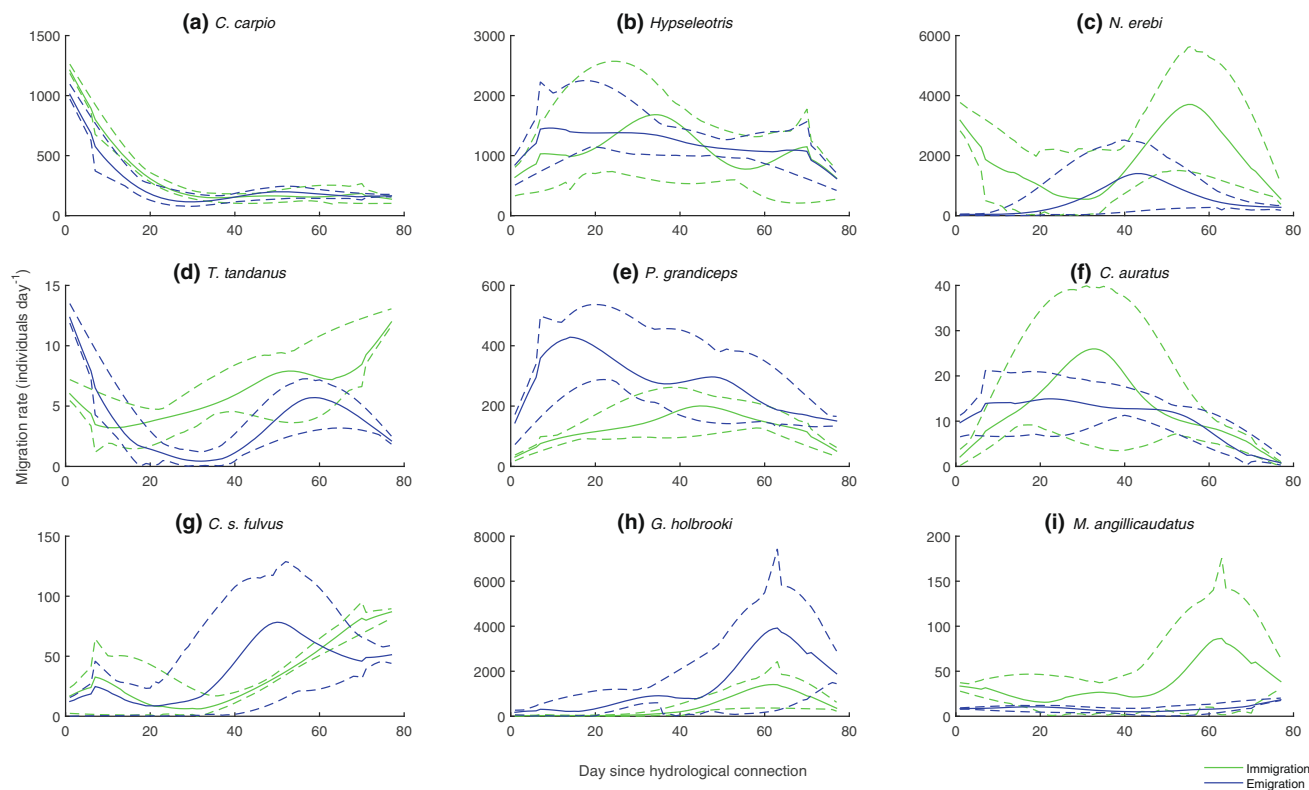 (a) C. carpio
(b) Hypseleotris
(c) N. erebi
1500
1000
500
0
0 20 40 60 80
3000
2000
1000
0
0 20 40 60 80
6000
4000
2000
0
0 20 40 60 80
(d) T. tandanus
(e) P. grandiceps
(f) C. auratus
Migration rate (individuals day-1)
15
10
5
0
0 20 40 60 80
600
400
200
0
0 20 40 60 80
40
30
20
10
0
0 20 40 60 80
(g) C. s. fulvus
(h) G. holbrooki
(i) M. angillicaudatus
150
100
50
0
0 20 40 60 80
8000
6000
4000
2000
0
0 20 40 60 80
200
150
100
50
0
0 20 40 60 80
Day since hydrological connection
Immigration
Emigration